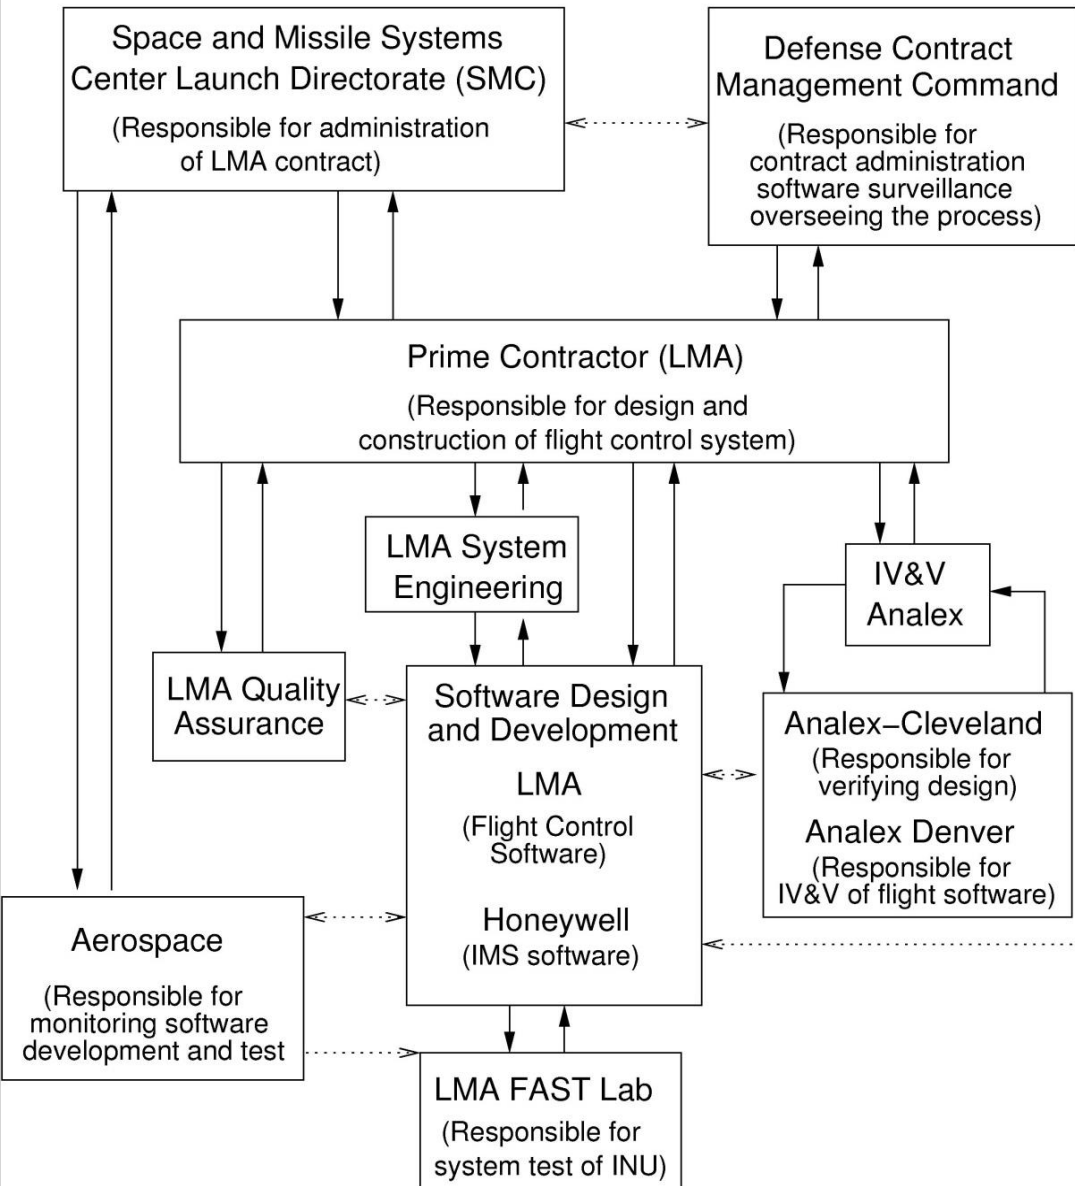 Space and Missile Systems
Center Launch Directorate (SMC)
(Responsible for administration
of LMA contract)
Defense Contract
Management Command
(Responsible for
contract administration
software surveillance
overseeing the process)
Prime Contractor (LMA)
(Responsible for design and
construction of flight control system)
LMA System
Engineering
IV&V
Analex
LMA Quality
Assurance
Software Design
and Development
LMA
(Flight Control
Software)
Honeywell
(IMS software)
Analex–Cleveland
(Responsible for
verifying design)
Analex Denver
(Responsible for
IV&V of flight software)
Aerospace
(Responsible for
monitoring software
development and test
LMA FAST Lab
(Responsible for
system test of INU)